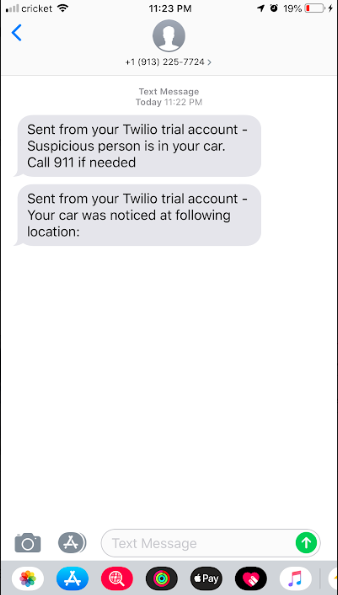 cricket 11:23 PM 19%
+1 (913) 225-7724 >
Text Message
Today 11:22 PM
Sent from your Twilio trial account -
Suspicious person is in your car.
Call 911 if needed
Sent from your Twilio trial account -
Your car was noticed at following
location:
Text Message
Pay